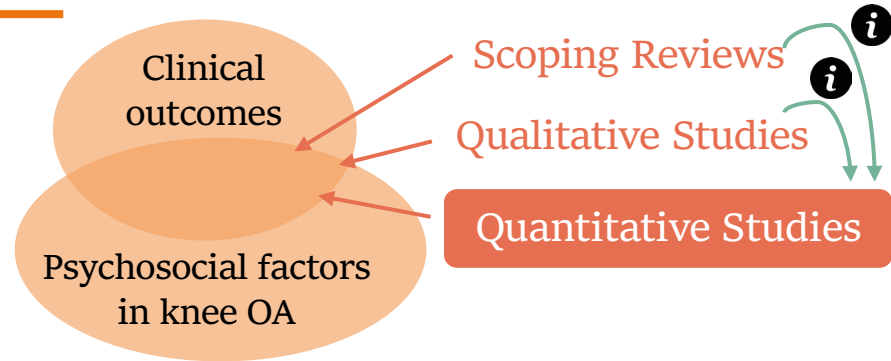 Clinical
outcomes
Psychosocial factors
in knee OA
Scoping Reviews
i
Qualitative Studies
i
Quantitative Studies